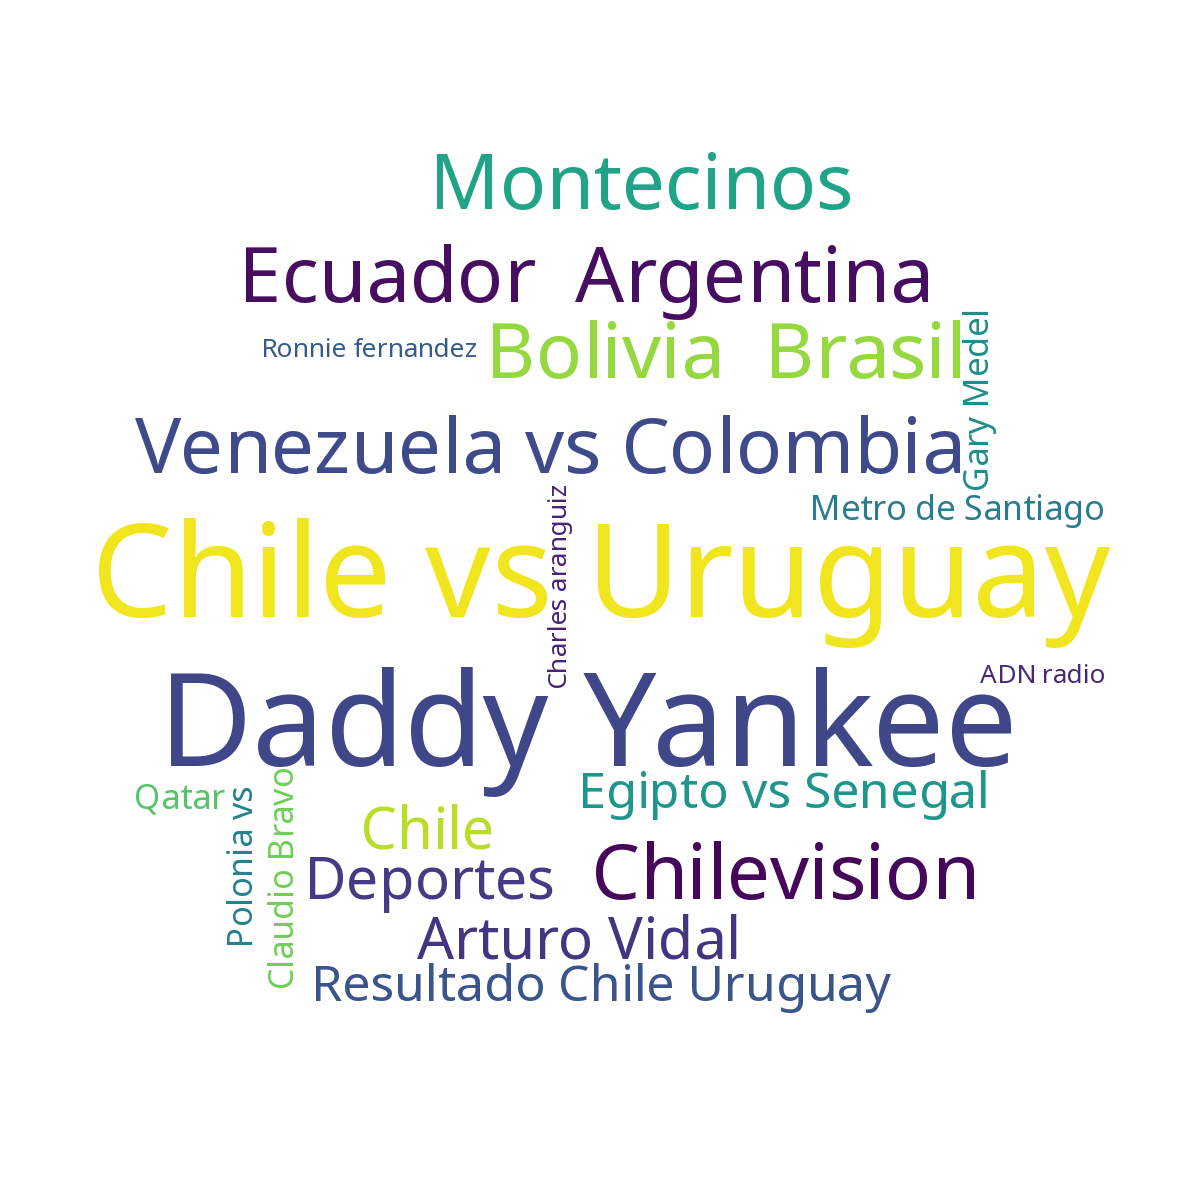 Montecinos
Ecuador Argentina
Ronnie fernandez
Bolivia Brasil
Gary Medel
Venezuela vs Colombia
Metro de Santiago
Charles aranguiz
Chile vs Uruguay
ADN radio
Daddy Yankee
Qatar
Polonia vs
Claudio Bravo
Egipto vs Senegal
Chile
Deportes
Chilevision
Arturo Vidal
Resultado Chile Uruguay